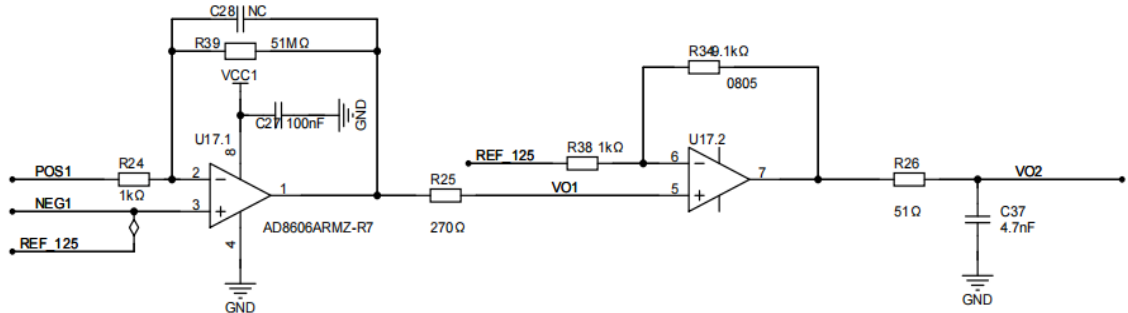 C28 NC
R39 51MΩ
VCC1
C27 100nF
GND
U17.1
8
R24
POS1
1kΩ
2
NEG1
3
1
REF_125
4
AD8606ARMZ-R7
GND
R25
270Ω
VO1
R34 9.1kΩ
0805
U17.2
REF_125
R38 1kΩ
6
5
7
R26
51Ω
VO2
C37
4.7nF
GND